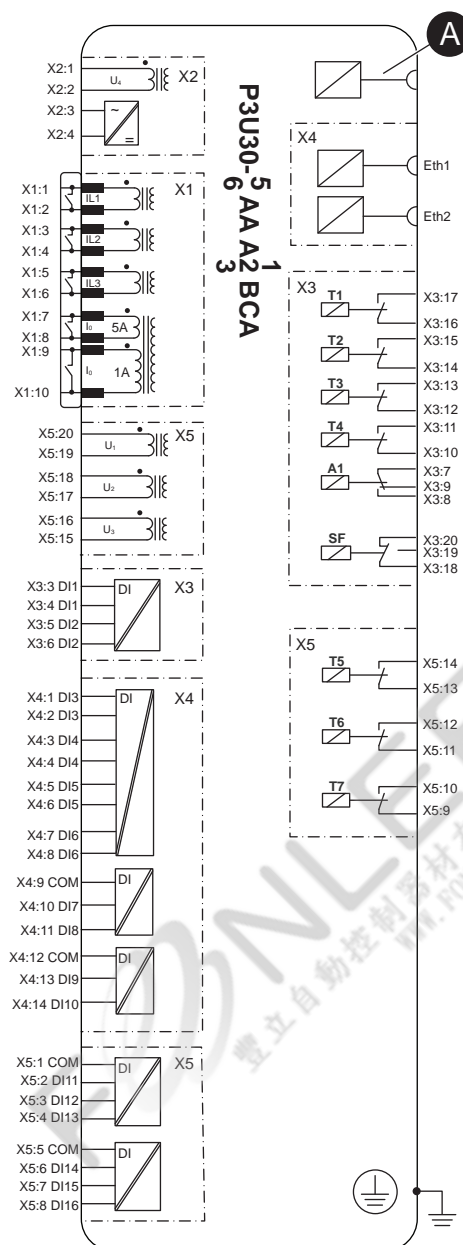 A
X2:1
X2:2
X2:3
X2:4
U₄
X2
~
=
X1:1
X1:2
X1:3
X1:4
X1:5
X1:6
X1:7
X1:8
X1:9
X1:10
IL1
IL2
IL3
I₀ 5A
I₀ 1A
X1
X5:20
X5:19
X5:18
X5:17
X5:16
X5:15
U₁
U₂
U₃
X5
X3:3 DI1
X3:4 DI1
X3:5 DI2
X3:6 DI2
DI
X3
X4:1 DI3
X4:2 DI3
X4:3 DI4
X4:4 DI4
X4:5 DI5
X4:6 DI5
X4:7 DI6
X4:8 DI6
DI
X4
X4:9 COM
X4:10 DI7
X4:11 DI8
DI
X4:12 COM
X4:13 DI9
X4:14 DI10
DI
X5:1 COM
X5:2 DI11
X5:3 DI12
X5:4 DI13
DI
X5
X5:5 COM
X5:6 DI14
X5:7 DI15
X5:8 DI16
DI
P3U30-5 AA A2 1 BCA
6 3
X4
Eth1
Eth2
X3
T1
X3:17
X3:16
T2
X3:15
X3:14
T3
X3:13
X3:12
T4
X3:11
X3:10
A1
X3:7
X3:9
X3:8
SF
X3:20
X3:19
X3:18
X5
T5
X5:14
X5:13
T6
X5:12
X5:11
T7
X5:10
X5:9
豐立自動控制器材